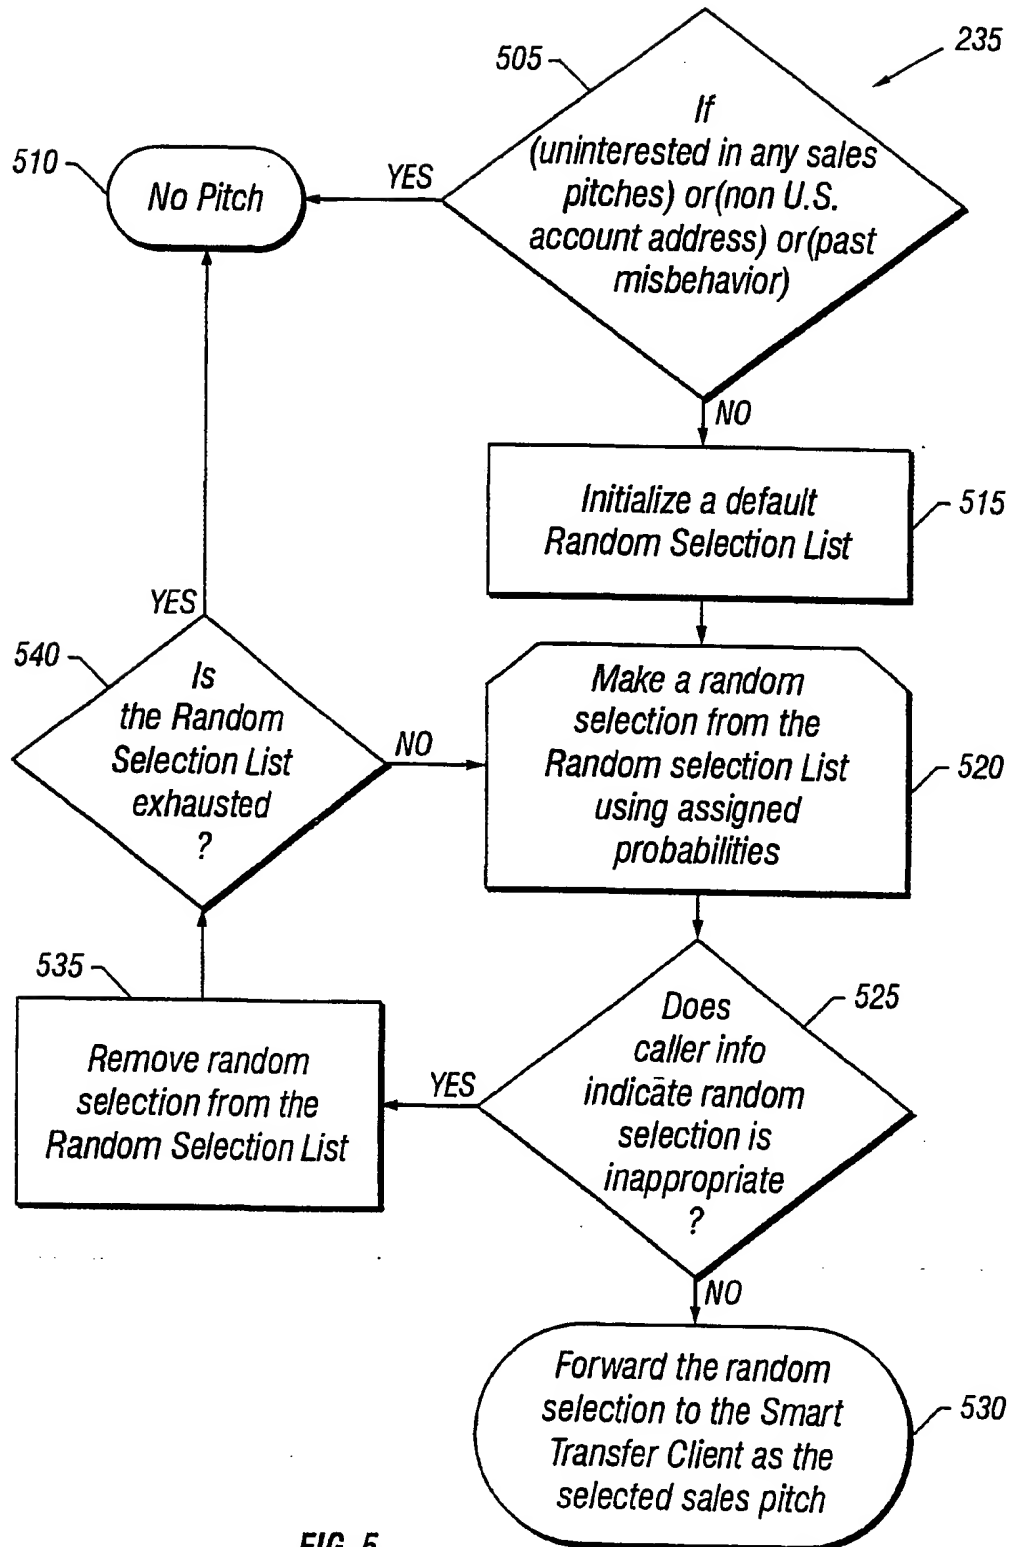 235
505
If
(uninterested in any sales
pitches) or(non U.S.
account address) or(past
misbehavior)
YES
510
No Pitch
NO
Initialize a default
Random Selection List
515
YES
540
Is
the Random
Selection List
exhausted
?
NO
Make a random
selection from the
Random selection List
using assigned
probabilities
520
535
Remove random
selection from the
Random Selection List
YES
525
Does
caller info
indicate random
selection is
inappropriate
?
NO
Forward the random
selection to the Smart
Transfer Client as the
selected sales pitch
530
FIG. 5